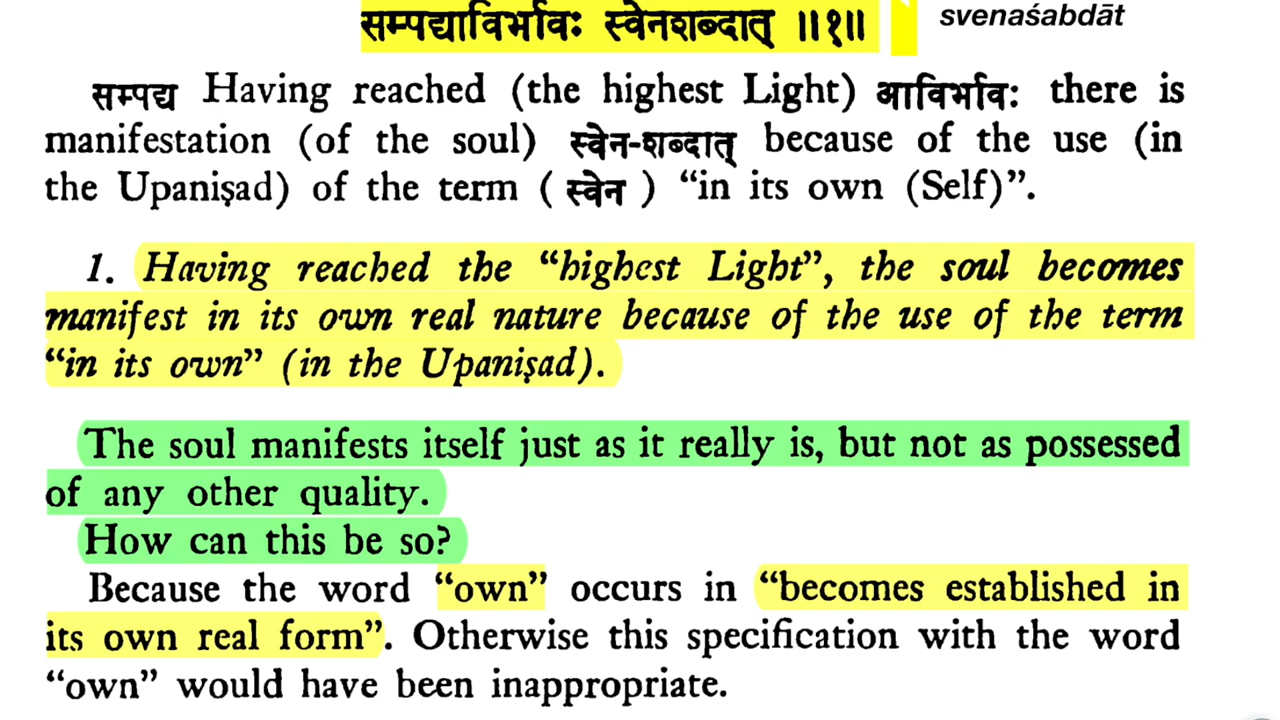 सम्पद्याविर्भावः स्वेनशब्दात् ॥१॥
svenaśabdāt
सम्पद्य Having reached (the highest Light) आविर्भावः there is
manifestation (of the soul) स्वेन-शब्दात् because of the use (in
the Upaniṣad) of the term ( स्वेन ) “in its own (Self)”.
1. Having reached the “highest Light”, the soul becomes
manifest in its own real nature because of the use of the term
“in its own” (in the Upaniṣad).
The soul manifests itself just as it really is, but not as possessed
of any other quality.
How can this be so?
Because the word “own” occurs in “becomes established in
its own real form”. Otherwise this specification with the word
“own” would have been inappropriate.